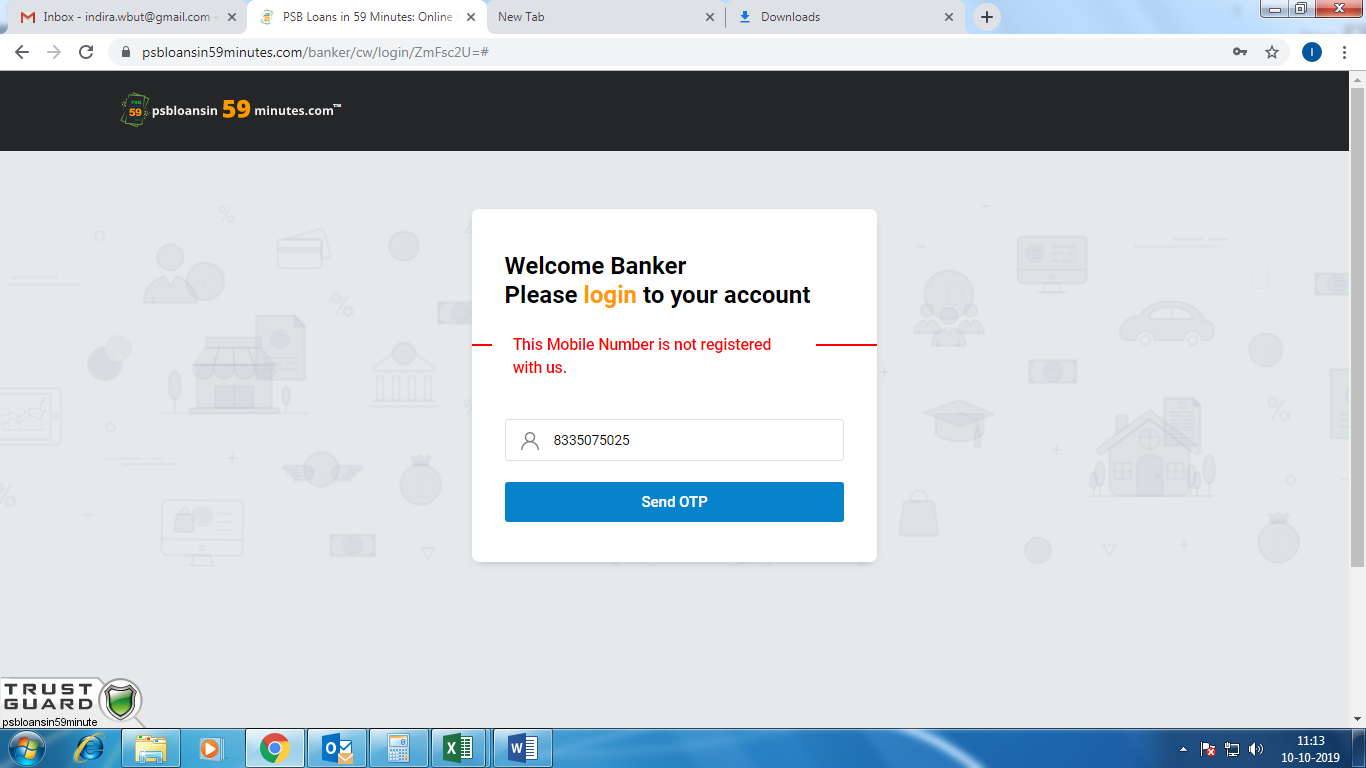 Inbox - indira.wbut@gmail.com -
PSB Loans in 59 Minutes: Online
New Tab
Downloads
psbloansin59minutes.com/banker/cw/login/ZmFsc2U=#
I
PSB
59
psbloansin 59 minutes.com™
Welcome Banker
Please login to your account
This Mobile Number is not registered
with us.
8335075025
Send OTP
TRUST
GUARD
psbloansin59minute
11:13
10-10-2019